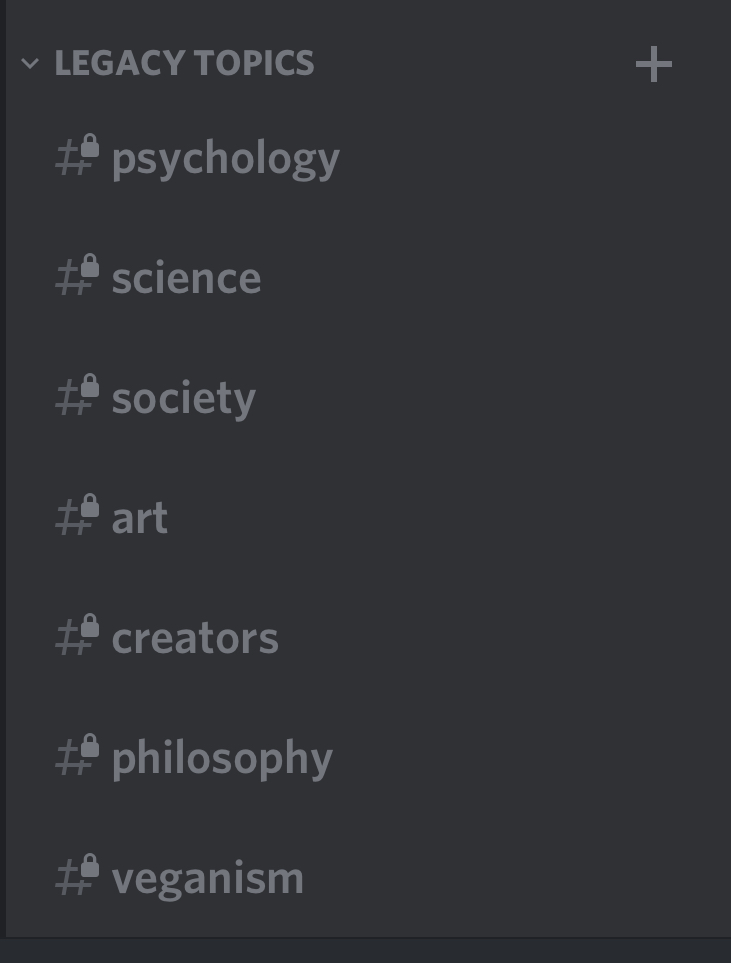 LEGACY TOPICS
psychology
science
society
art
creators
philosophy
veganism